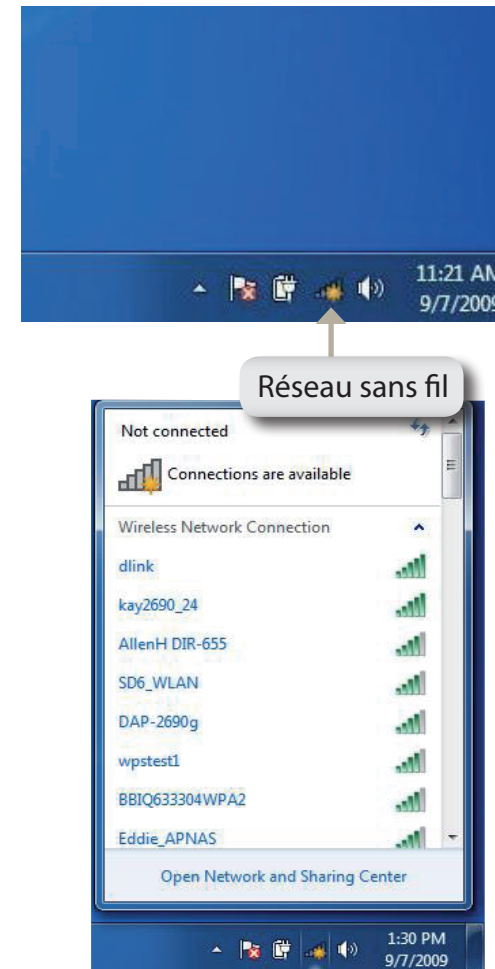 11:21 AM
9/7/2009
Réseau sans fil
Not connected
Connections are available
Wireless Network Connection
dlink
kay2690_24
AllenH DIR-655
SD6_WLAN
DAP-2690g
wpstest1
BBIQ633304WPA2
Eddie_APNAS
Open Network and Sharing Center
1:30 PM
9/7/2009